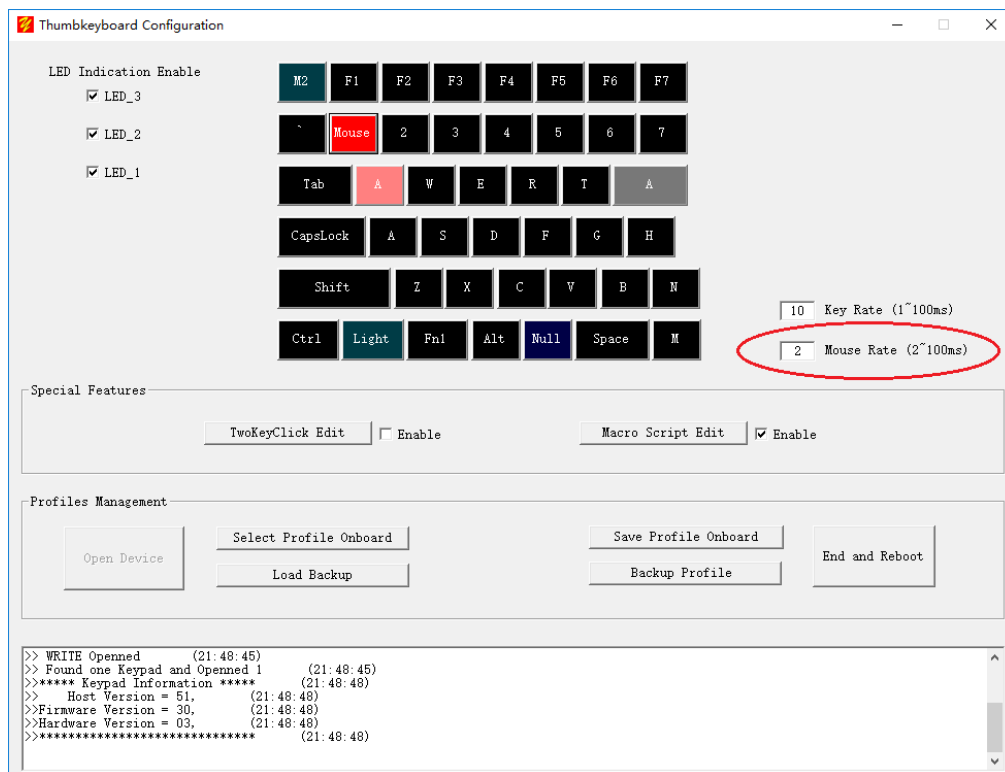 Thumbkeyboard Configuration
LED Indication Enable
LED_3
LED_2
LED_1
M2 F1 F2 F3 F4 F5 F6 F7
` Mouse 2 3 4 5 6 7
Tab A W E R T A
CapsLock A S D F G H
Shift Z X C V B N
Ctrl Light Fn1 Alt Null Space M
10 Key Rate (1~100ms)
2 Mouse Rate (2~100ms)
Special Features
TwoKeyClick Edit Enable Macro Script Edit Enable
Profiles Management
Open Device
Select Profile Onboard
Load Backup
Save Profile Onboard
Backup Profile
End and Reboot
>> WRITE Openned (21:48:45)
>> Found one Keypad and Openned 1 (21:48:45)
>>***** Keypad Information ***** (21:48:48)
>> Host Version = 51, (21:48:48)
>>Firmware Version = 30, (21:48:48)
>>Hardware Version = 03, (21:48:48)
>>****************************** (21:48:48)